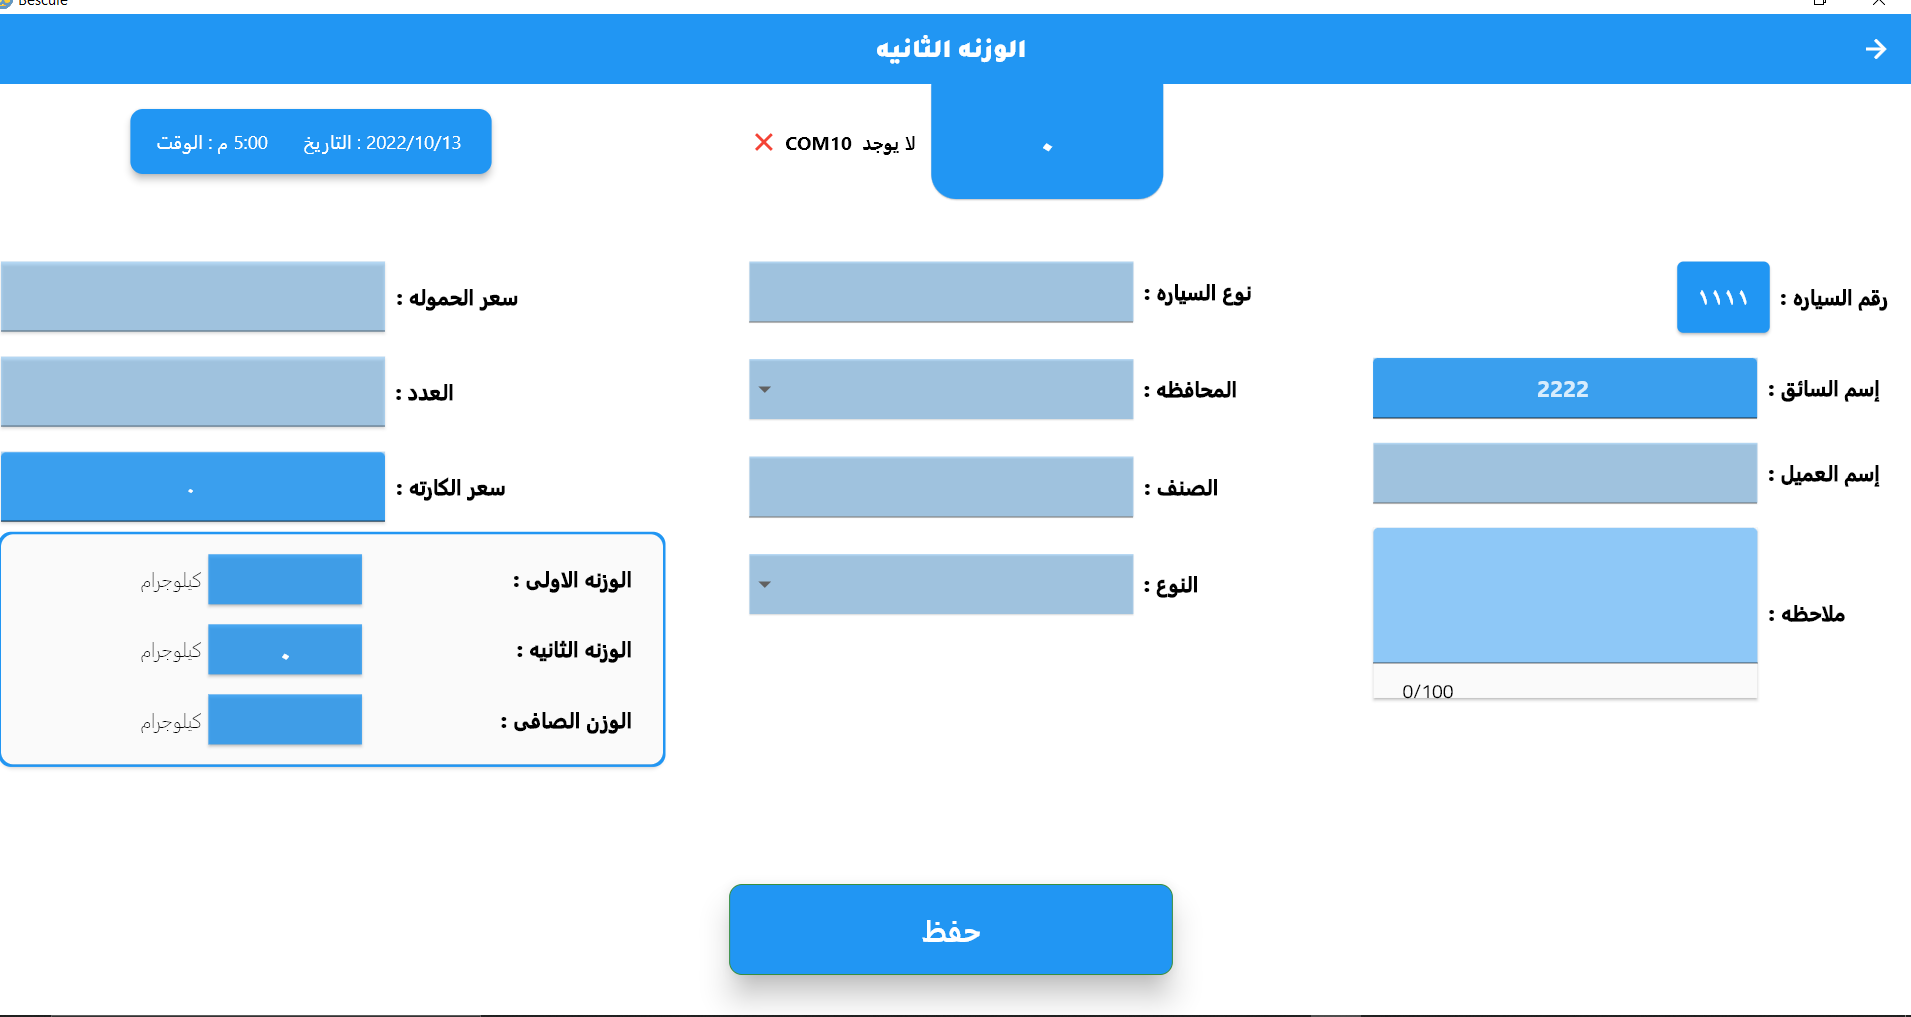 Bescule
الوزنه الثانيه
٠
لا يوجد COM10
2022/10/13 : التاريخ
5:00 م : الوقت
رقم السياره :
١١١١
إسم السائق :
2222
إسم العميل :
ملاحظه :
0/100
نوع السياره :
المحافظه :
الصنف :
النوع :
سعر الحموله :
العدد :
سعر الكارته :
٠
الوزنه الاولى :
كيلوجرام
الوزنه الثانيه :
٠
كيلوجرام
الوزن الصافى :
كيلوجرام
حفظ